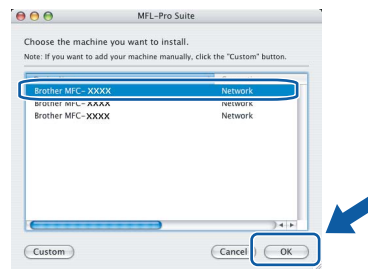 MFL-Pro Suite
Choose the machine you want to install.
Note: If you want to add your machine manually, click the "Custom" button.
Brother MFC- XXXX Network
Brother MFC- XXXX Network
Brother MFC- XXXX Network
Custom Cancel OK